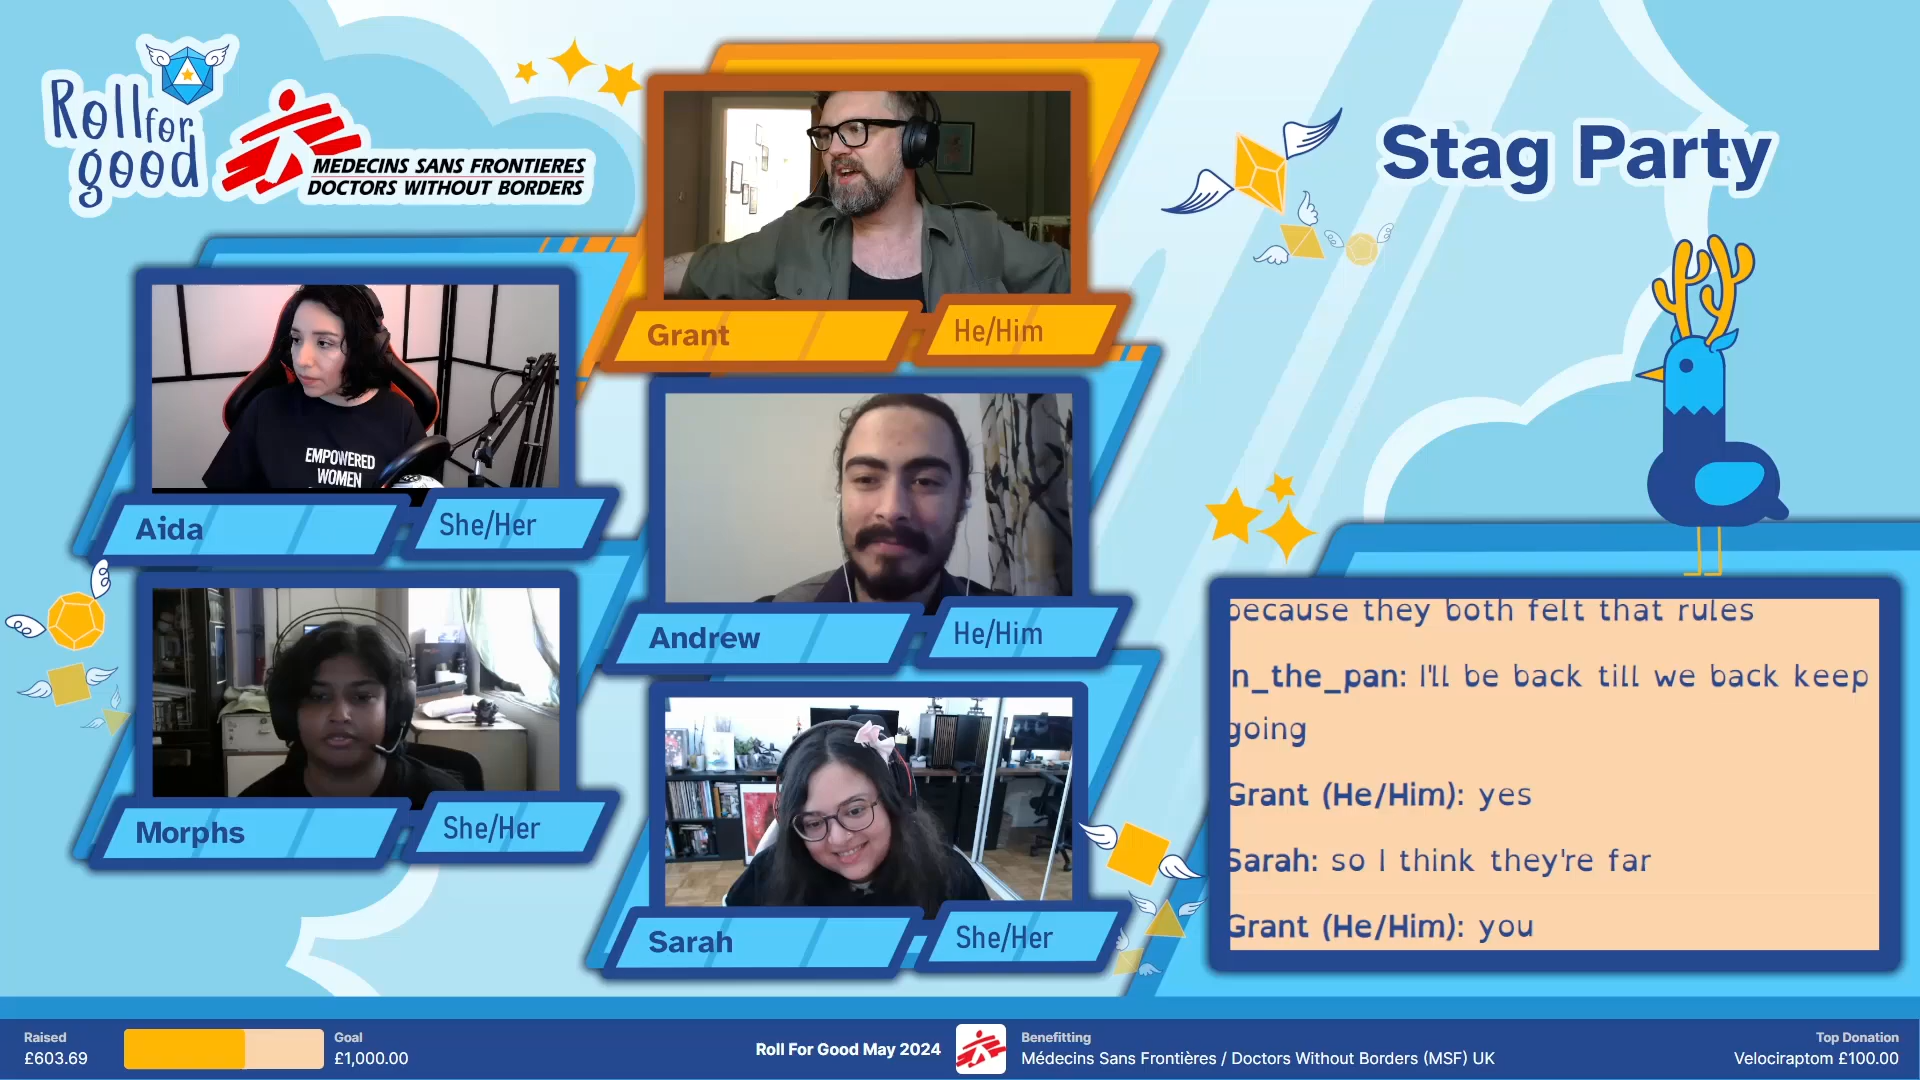 Roll for
good
MEDECINS SANS FRONTIERES
DOCTORS WITHOUT BORDERS
Stag Party
Grant
He/Him
EMPOWERED
WOMEN
Aida
She/Her
Andrew
He/Him
Morphs
She/Her
Sarah
She/Her
because they both felt that rules
n_the_pan: I'll be back till we back keep
going
Grant (He/Him): yes
Sarah: so I think they're far
Grant (He/Him): you
Raised
£603.69
Goal
£1,000.00
Roll For Good May 2024
Benefitting
Médecins Sans Frontières / Doctors Without Borders (MSF) UK
Top Donation
Velociraptom £100.00